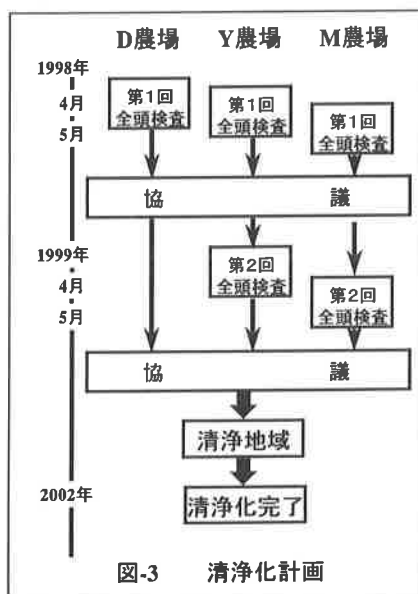 D農場 Y農場 M農場
1998年
4月
5月
第1回
全頭検査
第1回
全頭検査
第1回
全頭検査
協 議
1999年
4月
5月
第2回
全頭検査
第2回
全頭検査
協 議
清浄地域
2002年
清浄化完了
図-3 清浄化計画